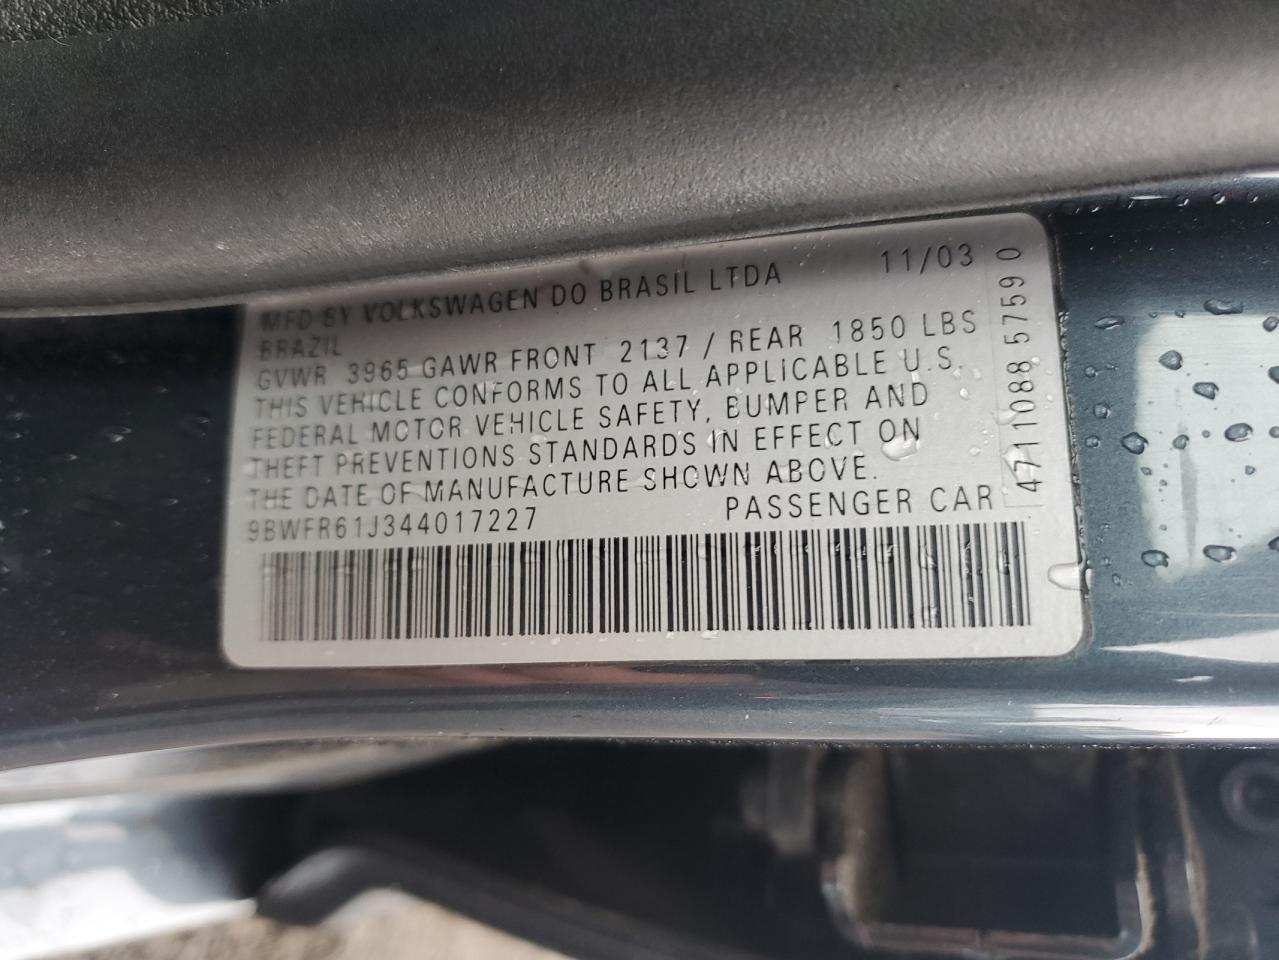 MFD BY VOLKSWAGEN DO BRASIL LTDA 11/03
BRAZIL
GVWR 3965 GAWR FRONT 2137 / REAR 1850 LBS
THIS VEHICLE CONFORMS TO ALL APPLICABLE U.S.
FEDERAL MOTOR VEHICLE SAFETY, BUMPER AND
THEFT PREVENTIONS STANDARDS IN EFFECT ON
THE DATE OF MANUFACTURE SHOWN ABOVE.
9BWFR61J344017227 PASSENGER CAR
4711088 5759 0